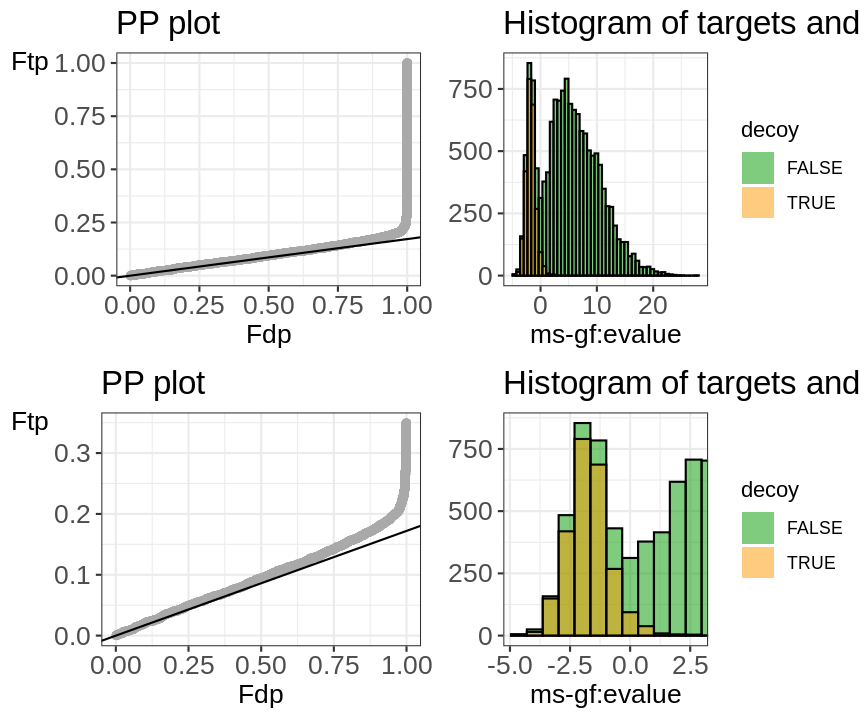 PP plot
Ftp
1.00
0.75
0.50
0.25
0.00
0.00 0.25 0.50 0.75 1.00
Fdp
Histogram of targets and
750
500
250
0
0 10 20
ms-gf:evalue
decoy
FALSE
TRUE
PP plot
Ftp
0.3
0.2
0.1
0.0
0.00 0.25 0.50 0.75 1.00
Fdp
Histogram of targets and
750
500
250
0
-5.0 -2.5 0.0 2.5
ms-gf:evalue
decoy
FALSE
TRUE